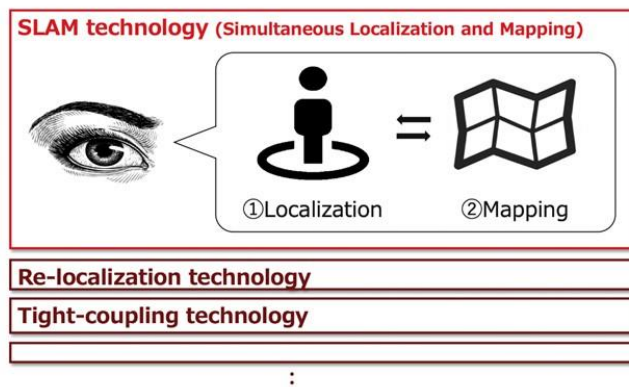 SLAM technology (Simultaneous Localization and Mapping)
①Localization ②Mapping
Re-localization technology
Tight-coupling technology
: